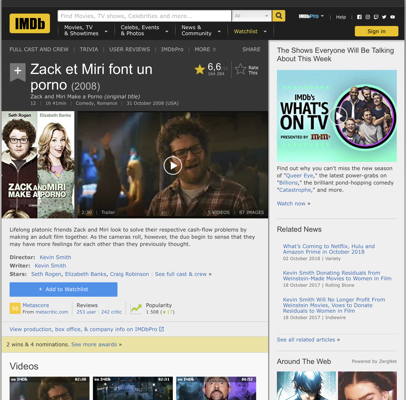 IMDb
Find Movies, TV shows, Celebrities and more...
All
IMDbPro
Help
Movies, TV & Showtimes
Celebs, Events & Photos
News & Community
Watchlist
Sign in
FULL CAST AND CREW | TRIVIA | USER REVIEWS | IMDbPro | MORE
SHARE
Zack et Miri font un
porno (2008)
Zack and Miri Make a Porno (original title)
12 | 1h 41min | Comedy, Romance | 31 October 2008 (USA)
6,6
Rate This
Seth Rogen Elizabeth Banks
ZACK AND MIRI
MAKE A PORNO
2:30 | Trailer
5 VIDEOS | 87 IMAGES
Lifelong platonic friends Zack and Miri look to solve their respective cash-flow problems by
making an adult film together. As the cameras roll, however, the duo begin to sense that they
may have more feelings for each other than they previously thought.
Director: Kevin Smith
Writer: Kevin Smith
Stars: Seth Rogen, Elizabeth Banks, Craig Robinson | See full cast & crew »
+ Add to Watchlist
Metascore
From metacritic.com
Reviews
251 user | 242 critic
Popularity
1 508
View production, box office, & company info on IMDbPro
2 wins & 4 nominations. See more awards »
Videos
The Shows Everyone Will Be Talking
About This Week
IMDb's
WHAT'S
ON TV
PRESENTED BY
Find out why you can't miss the new season
of "Queer Eye," the latest power-grabs on
"Billions," the brilliant pond-hopping comedy
"Catastrophe," and more.
Watch now »
Related News
What's Coming to Netflix, Hulu and
Amazon Prime in October 2018
02 October 2018 | Variety
Kevin Smith Donating Residuals from
Weinstein-Made Movies to Women in Film
18 October 2017 | Rolling Stone
Kevin Smith Will No Longer Profit From
Weinstein Movies, Vows to Donate
Residuals to Women in Film
18 October 2017 | Indiewire
See all related articles »
Around The Web
Powered by ZergNet